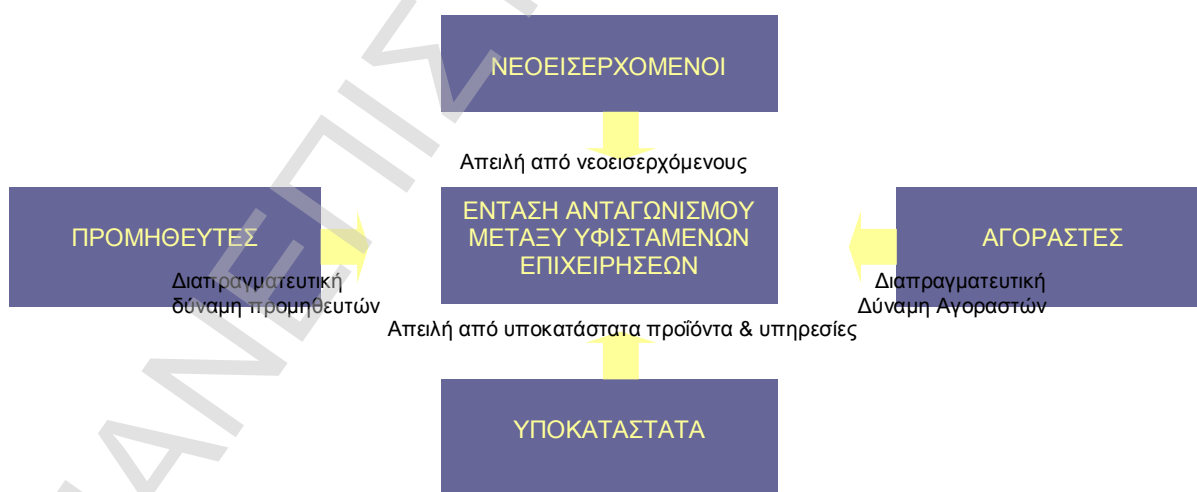 ΝΕΟΕΙΣΕΡΧΟΜΕΝΟΙ
Απειλή από νεοεισερχόμενους
ΠΡΟΜΗΘΕΥΤΕΣ
Διαπραγματευτική
δύναμη προμηθευτών
ΕΝΤΑΣΗ ΑΝΤΑΓΩΝΙΣΜΟΥ
ΜΕΤΑΞΥ ΥΦΙΣΤΑΜΕΝΩΝ
ΕΠΙΧΕΙΡΗΣΕΩΝ
ΑΓΟΡΑΣΤΕΣ
Διαπραγματευτική
Δύναμη Αγοραστών
Απειλή από υποκατάστατα προϊόντα & υπηρεσίες
ΥΠΟΚΑΤΑΣΤΑΤΑ